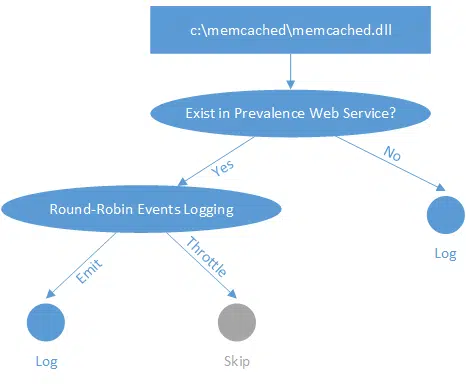 c:\memcached\memcached.dll
Exist in Prevalence Web Service?
Yes
No
Round-Robin Events Logging
Log
Emit
Throttle
Log
Skip